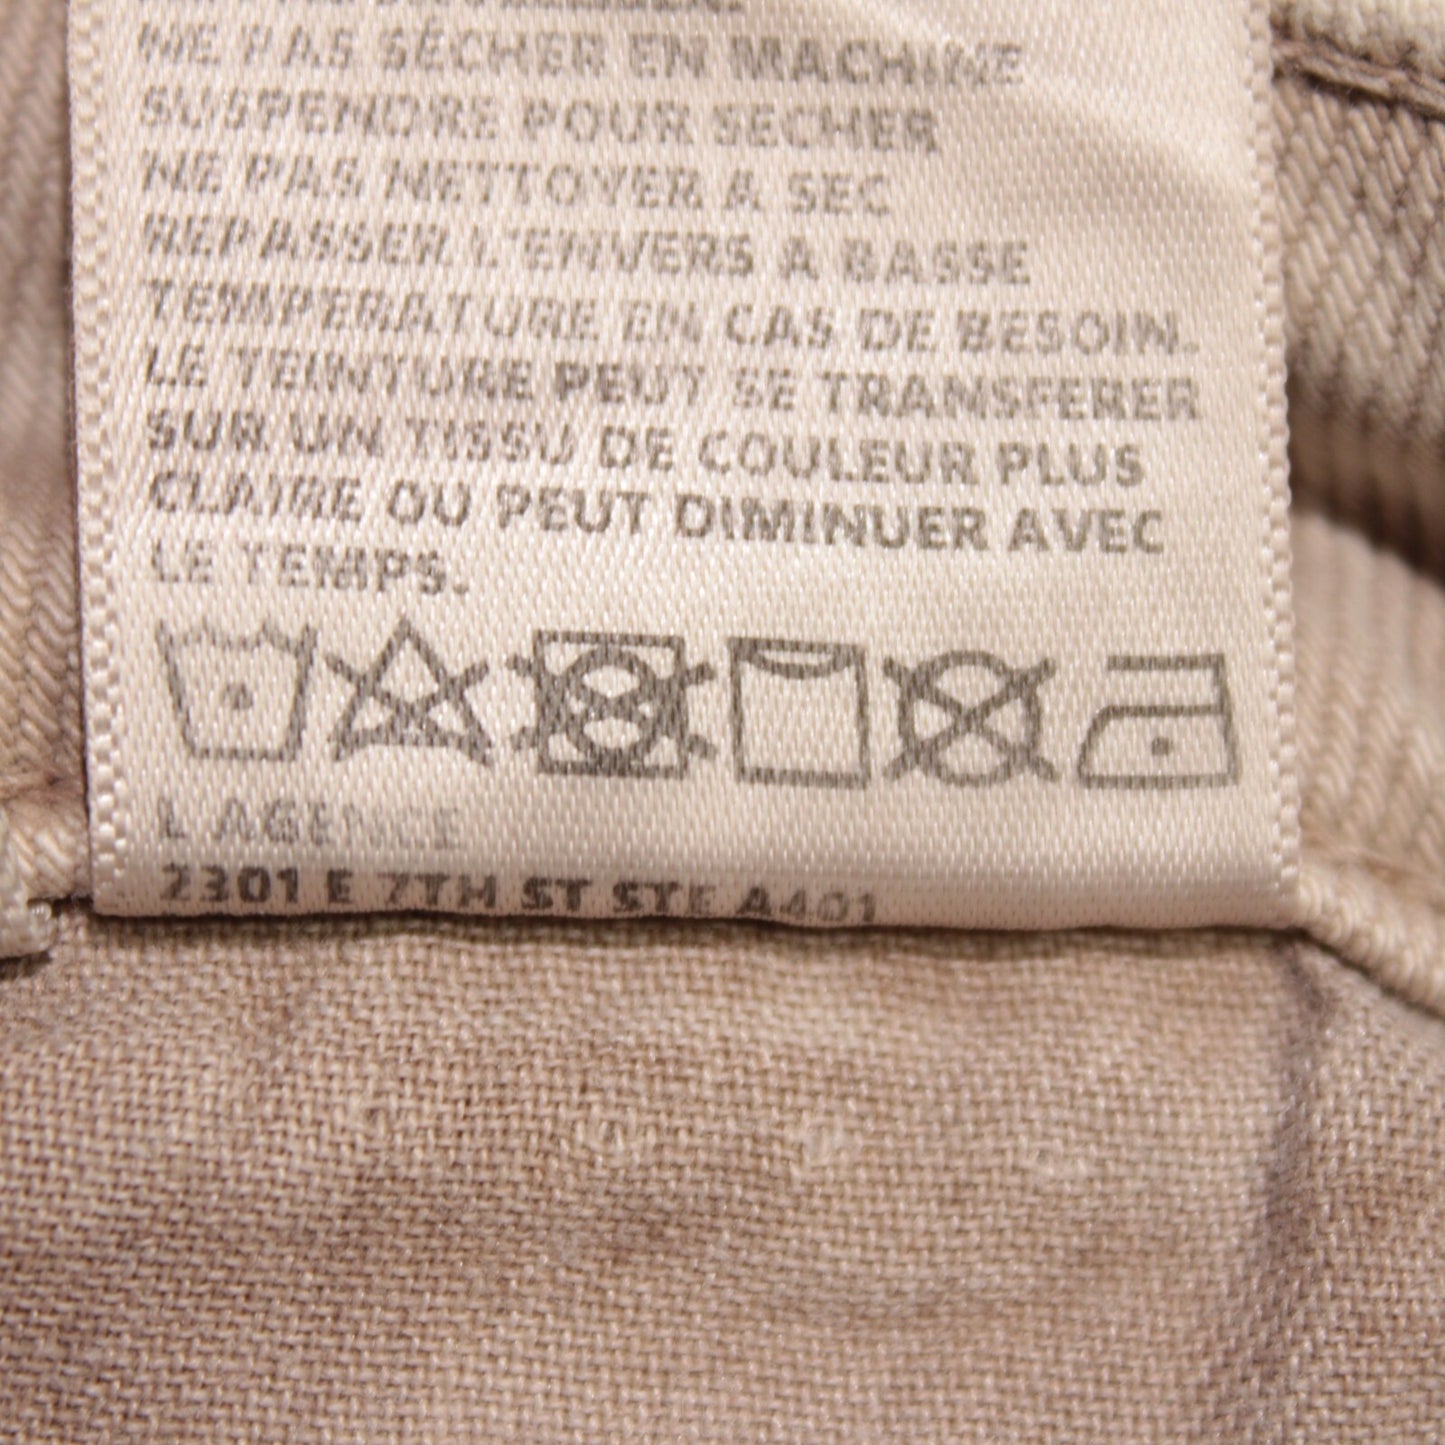 NE PAS SÉCHER EN MACHINE
SUSPENDRE POUR SECHER
NE PAS NETTOYER A SEC
REPASSER L'ENVERS A BASSE
TEMPERATURE EN CAS DE BESOIN.
LE TEINTURE PEUT SE TRANSFERER
SUR UN TISSU DE COULEUR PLUS
CLAIRE OU PEUT DIMINUER AVEC
LE TEMPS.
L'AGENCE
2301 E 7TH ST STE A401